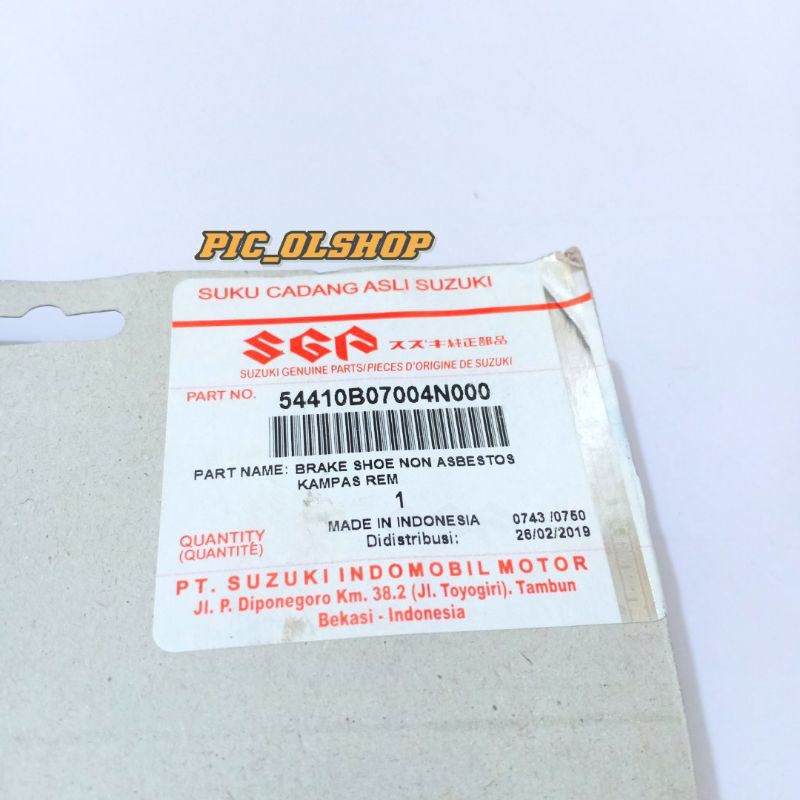 PIC_OLSHOP
SUKU CADANG ASLI SUZUKI
SGP スズキ純正部品
SUZUKI GENUINE PARTS/PIECES D'ORIGINE DE SUZUKI
PART NO. 54410B07004N000
PART NAME: BRAKE SHOE NON ASBESTOS
KAMPAS REM
1
QUANTITY MADE IN INDONESIA 0743 /0750
(QUANTITÉ) Didistribusi: 26/02/2019
PT. SUZUKI INDOMOBIL MOTOR
Jl. P. Diponegoro Km. 38.2 (Jl. Toyogiri). Tambun
Bekasi - Indonesia